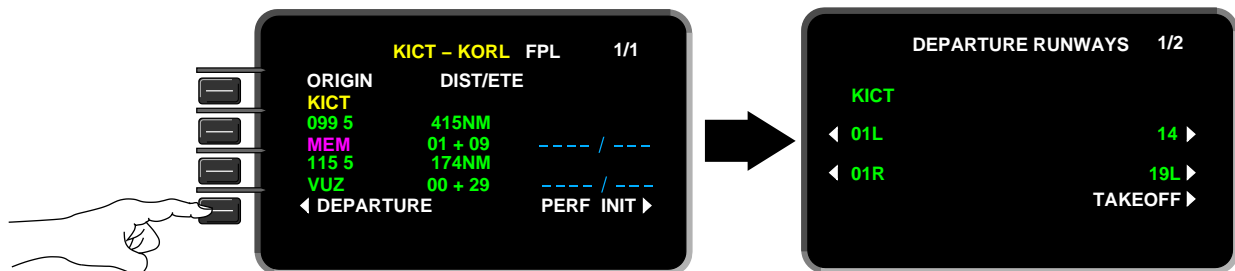 KICT – KORL FPL 1/1
ORIGIN DIST/ETE
KICT
099 5 415NM
MEM 01 + 09 – – – – / – – –
115 5 174NM
VUZ 00 + 29 – – – – / – – –
DEPARTURE PERF INIT
DEPARTURE RUNWAYS 1/2
KICT
01L 14
01R 19L
TAKEOFF